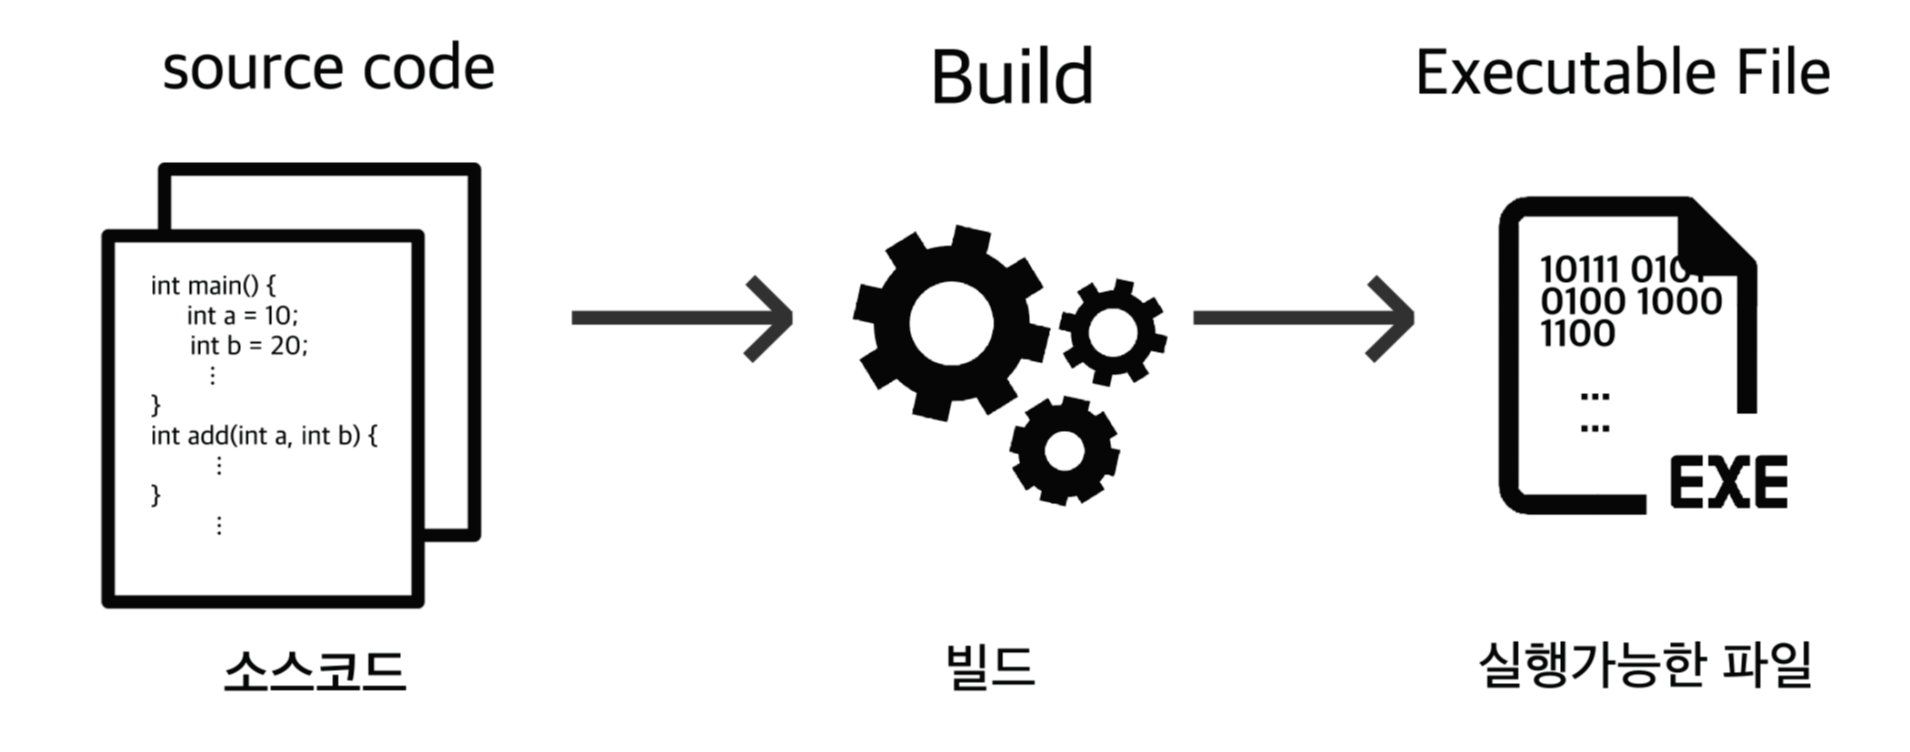 source code
Build
Executable File
int main() {
int a = 10;
int b = 20;
⋮
}
int add(int a, int b) {
⋮
}
⋮
10111 0101
0100 1000
1100
...
...
EXE
소스코드
빌드
실행가능한 파일